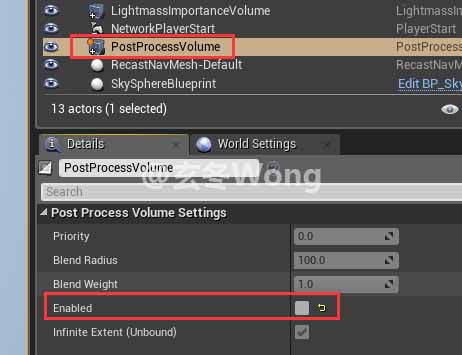 LightmassImportanceVolume Lightmass
NetworkPlayerStart PlayerStart
PostProcessVolume PostProces
RecastNavMesh-Default RecastNavM
SkySphereBlueprint Edit BP_Sky
13 actors (1 selected)
Details World Settings
PostProcessVolume
@玄冬Wong
Search
Post Process Volume Settings
Priority 0.0
Blend Radius 100.0
Blend Weight 1.0
Enabled
Infinite Extent (Unbound)